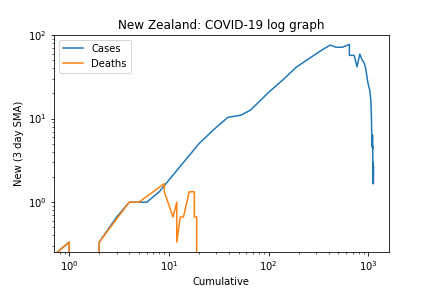 New Zealand: COVID-19 log graph
Cases
Deaths
New (3 day SMA)
10²
10¹
10⁰
10⁰ 10¹ 10² 10³
Cumulative